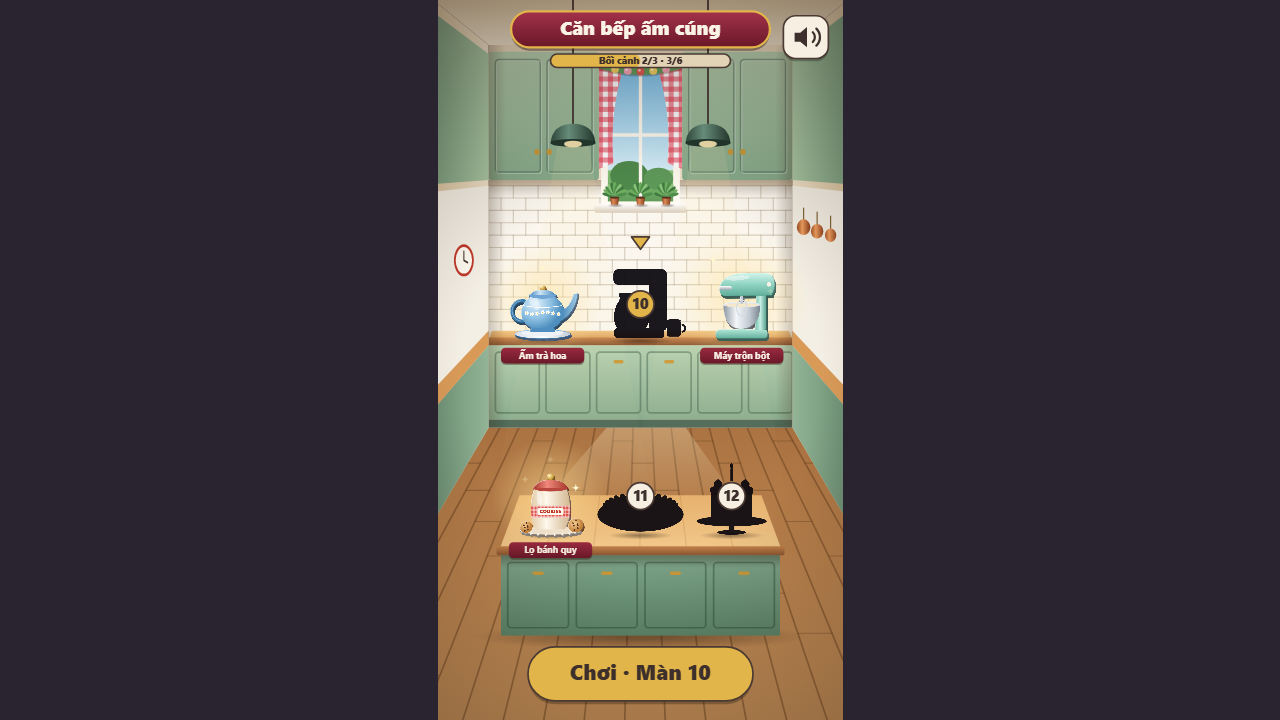 Căn bếp ấm cúng
Bối cảnh 2/3 · 3/6
10
Ấm trà hoa
Máy trộn bột
11
12
COOKIES
Lọ bánh quy
Chơi · Màn 10